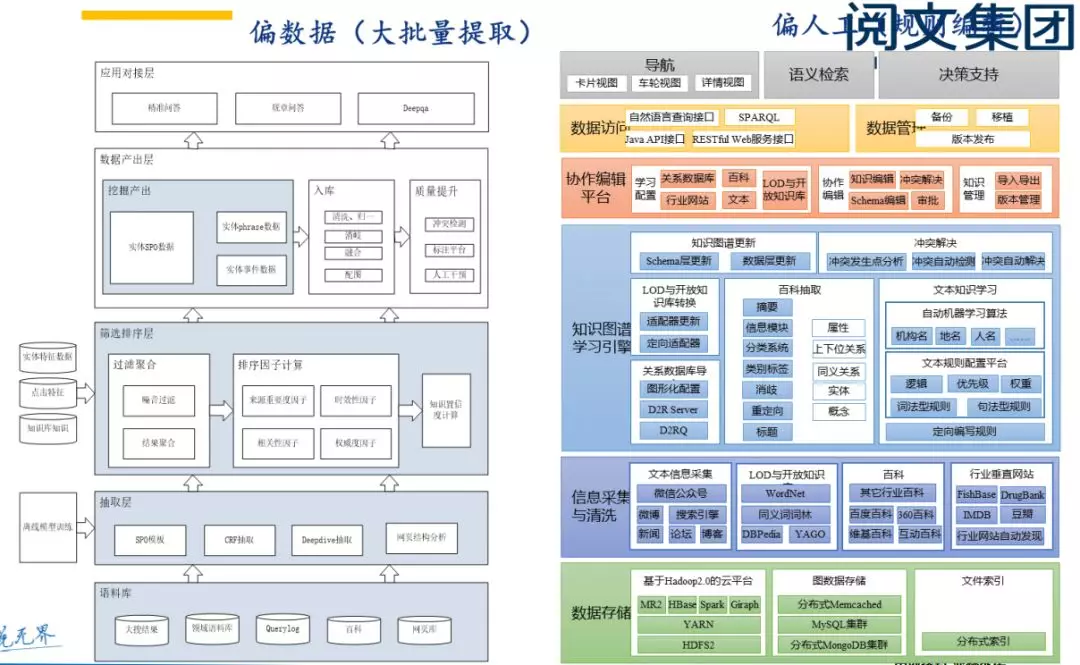 偏数据（大批量提取）
应用对接层
精准问答
Deepqa
数据产出层
挖掘产出
实体SPO数据
实体phrase数据
实体事件数据
入库
清洗、归一
消岐
融合
配图
质量提升
冲突检测
标注平台
人工干预
筛选排序层
实体特征数据
点击特征
知识库知识
过滤聚合
噪音过滤
结果聚合
排序因子计算
来源重要度因子
时效性因子
相关性因子
权威度因子
知识置信
度计算
抽取层
离线模型训练
SPO模板
CRF抽取
Deepdive抽取
网页结构分析
语料库
大搜结果
领域语料库
Querylog
百科
网页库
无界
偏人工
阅文集团
导航
卡片视图
车轮视图
详情视图
语义检索
决策支持
数据访问
自然语言查询接口
SPARQL
Java API接口
RESTful Web服务接口
数据管理
备份
移植
版本发布
协作编辑
平台
学习
配置
关系数据库
百科
行业网站
文本
LOD与开
放知识库
协作
编辑
知识编辑
冲突解决
Schema编辑
审批
知识
管理
导入导出
版本管理
知识图谱
学习引擎
知识图谱更新
Schema层更新
数据层更新
冲突解决
冲突发生点分析
冲突自动检测
冲突自动解决
LOD与开放知
识库转换
适配器更新
定向适配器
关系数据库导
图形化配置
D2R Server
D2RQ
百科抽取
摘要
信息模块
分类系统
类别标签
消歧
重定向
标题
属性
上下位关系
同义关系
实体
概念
文本知识学习
自动机器学习算法
机构名
地名
人名
……
文本规则配置平台
逻辑
优先级
权重
词法型规则
句法型规则
定向编写规则
信息采集
与清洗
文本信息采集
微信公众号
微博
搜索引擎
新闻
论坛
博客
LOD与开放知识
WordNet
同义词词林
DBPedia
YAGO
百科
其它行业百科
百度百科
360百科
维基百科
互动百科
行业垂直网站
FishBase
DrugBank
IMDB
豆瓣
行业网站自动发现
数据存储
基于Hadoop2.0的云平台
MR2
HBase
Spark
Giraph
YARN
HDFS2
图数据存储
分布式Memcached
MySQL集群
分布式MongoDB集群
文件索引
分布式索引